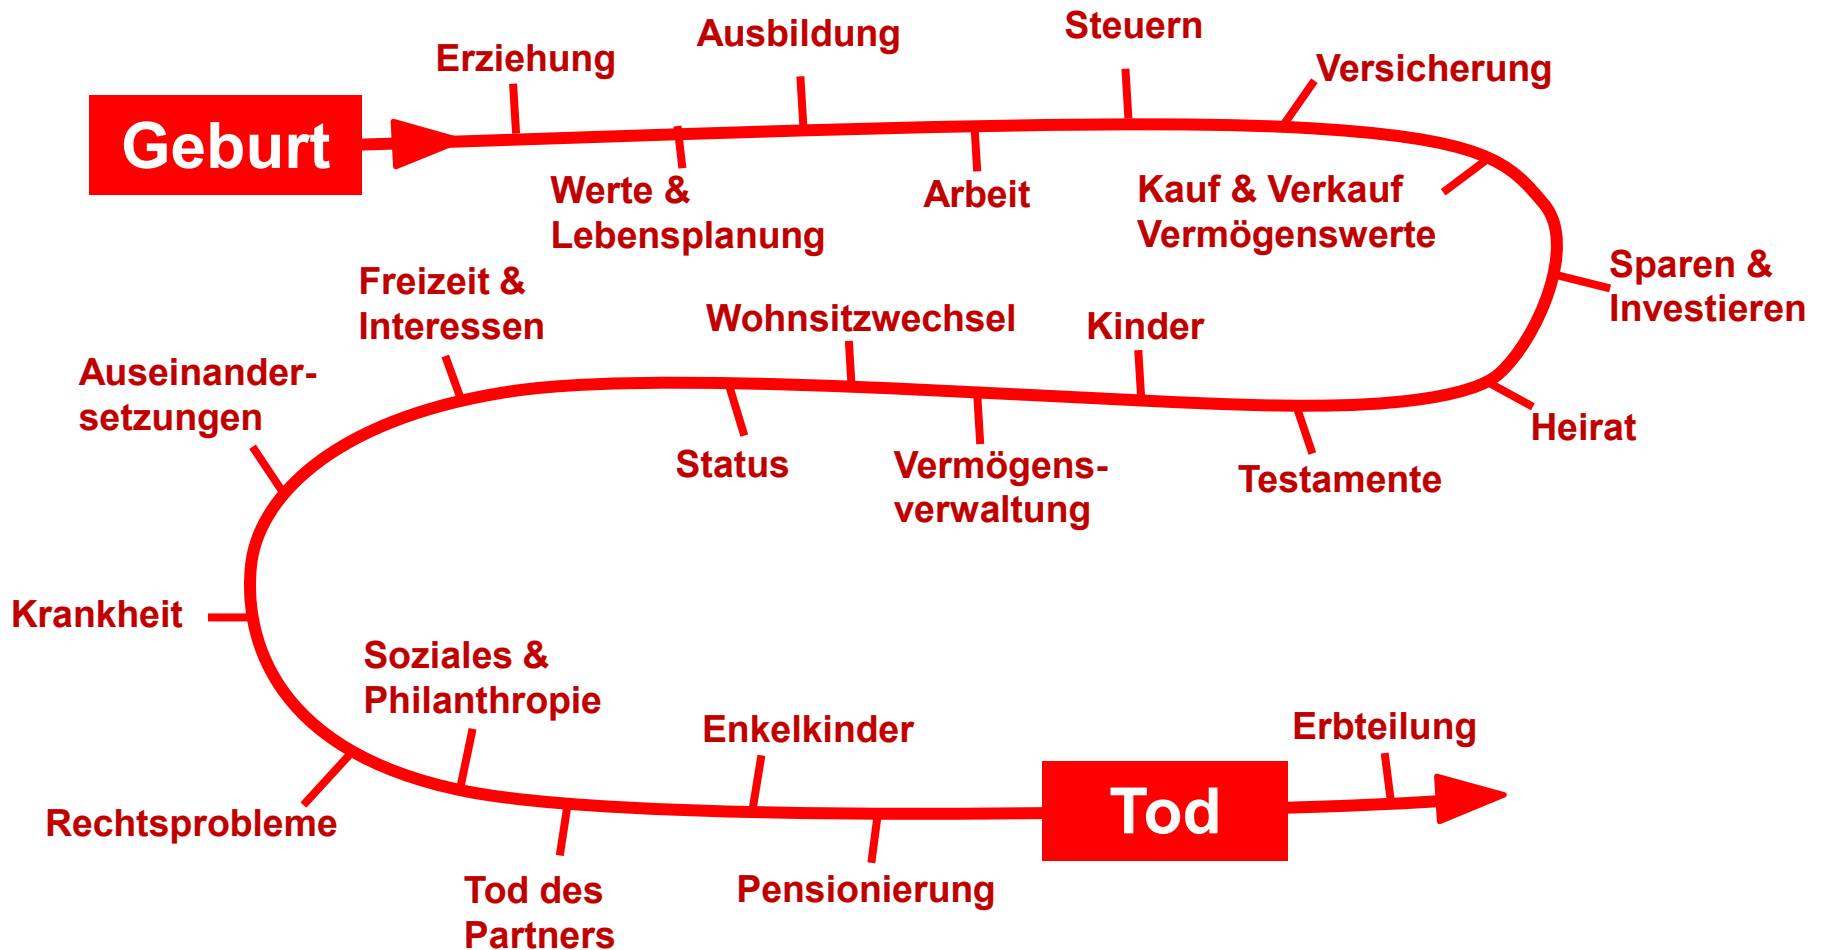 Geburt
Erziehung
Werte &
Lebensplanung
Ausbildung
Arbeit
Steuern
Versicherung
Kauf & Verkauf
Vermögenswerte
Sparen &
Investieren
Heirat
Testamente
Kinder
Vermögens-
verwaltung
Wohnsitzwechsel
Status
Freizeit &
Interessen
Auseinander-
setzungen
Krankheit
Rechtsprobleme
Soziales &
Philanthropie
Tod des
Partners
Enkelkinder
Pensionierung
Tod
Erbteilung